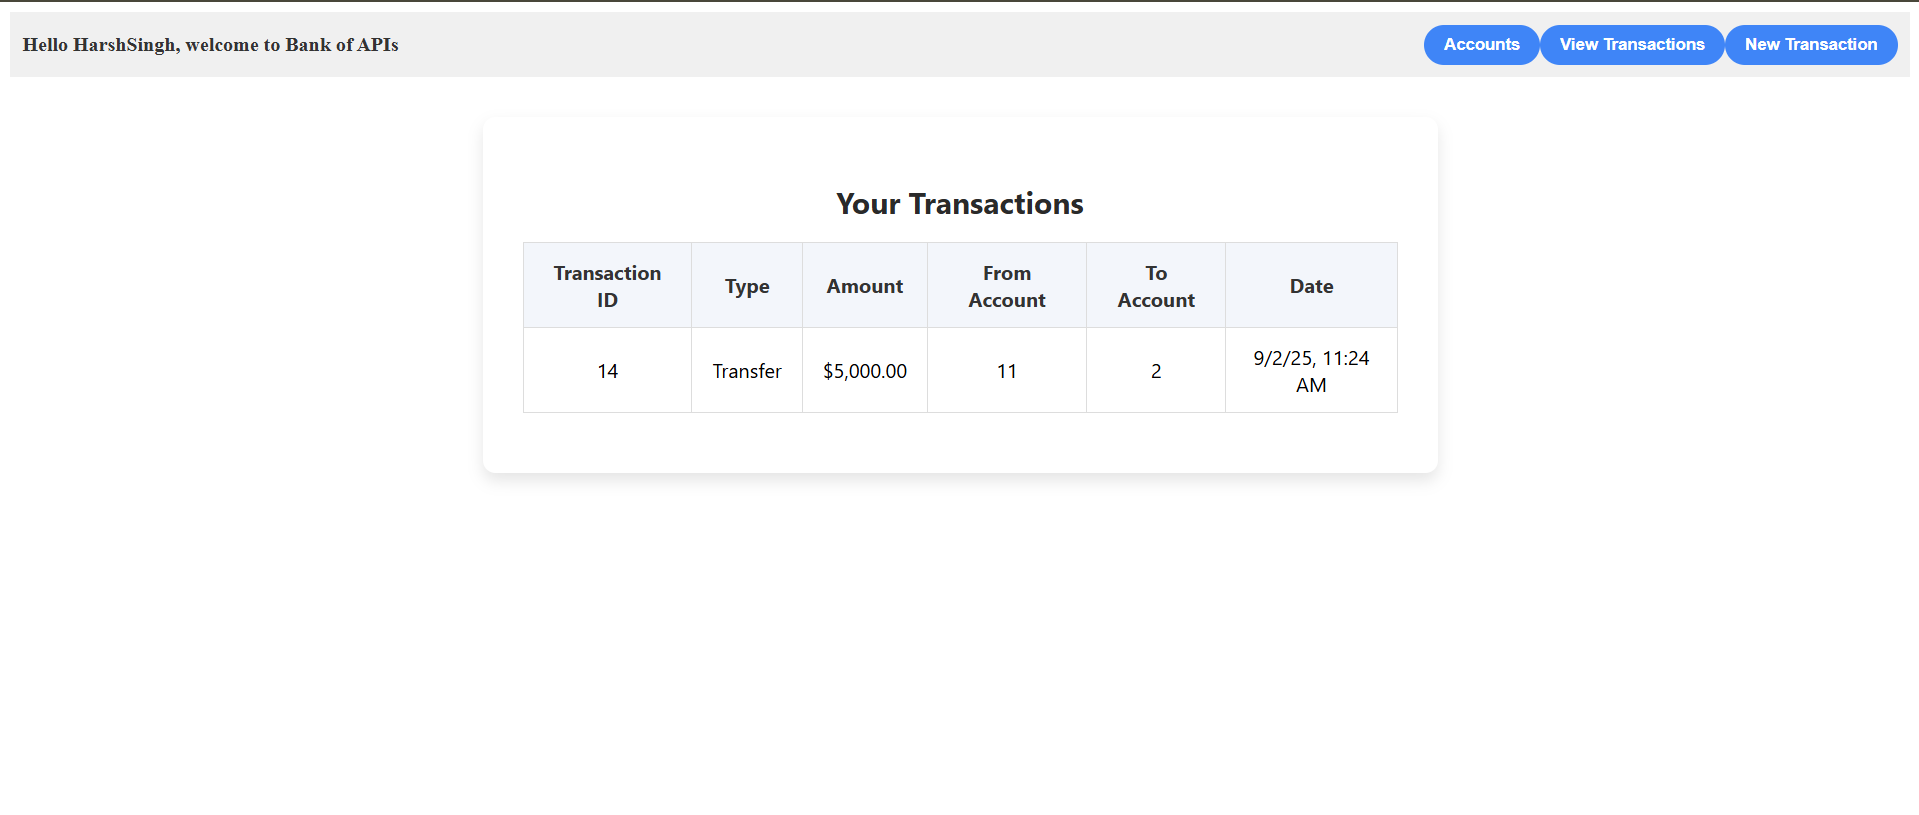 Hello HarshSingh, welcome to Bank of APIs
Accounts
View Transactions
New Transaction
Your Transactions
Transaction
ID
Type
Amount
From
Account
To
Account
Date
14
Transfer
$5,000.00
11
2
9/2/25, 11:24
AM